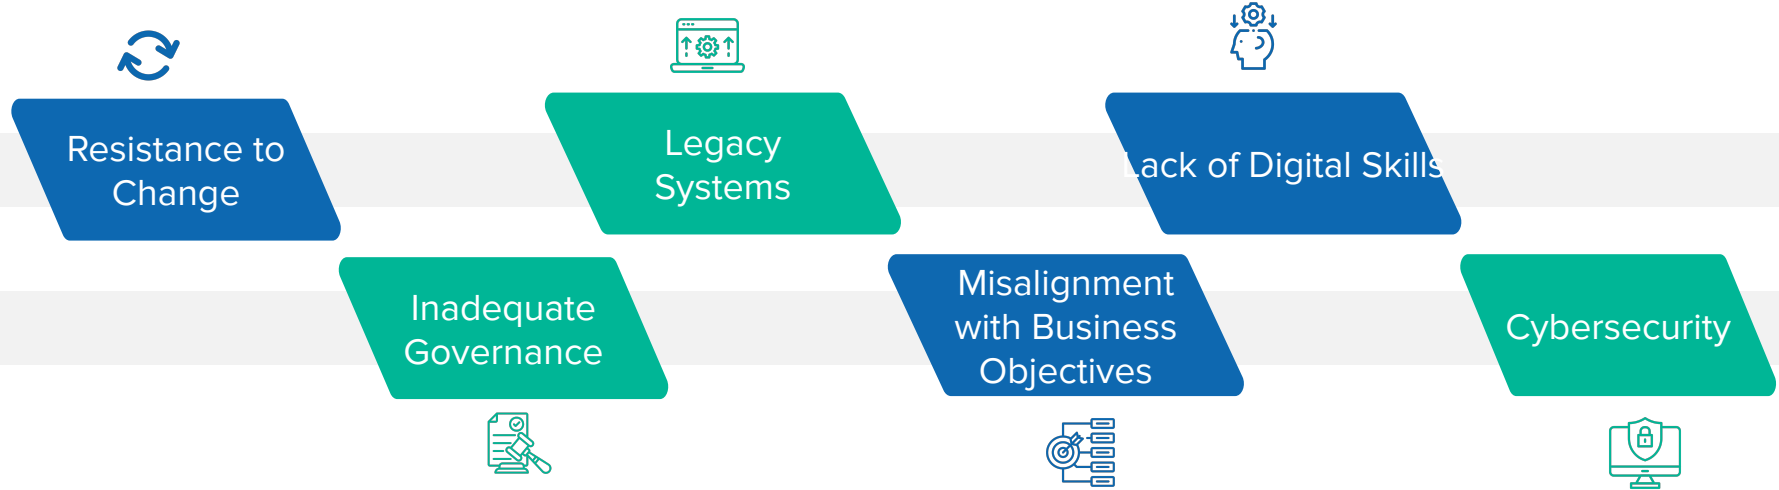 Resistance to
Change
Inadequate
Governance
Legacy
Systems
Misalignment
with Business
Objectives
Lack of Digital Skills
Cybersecurity